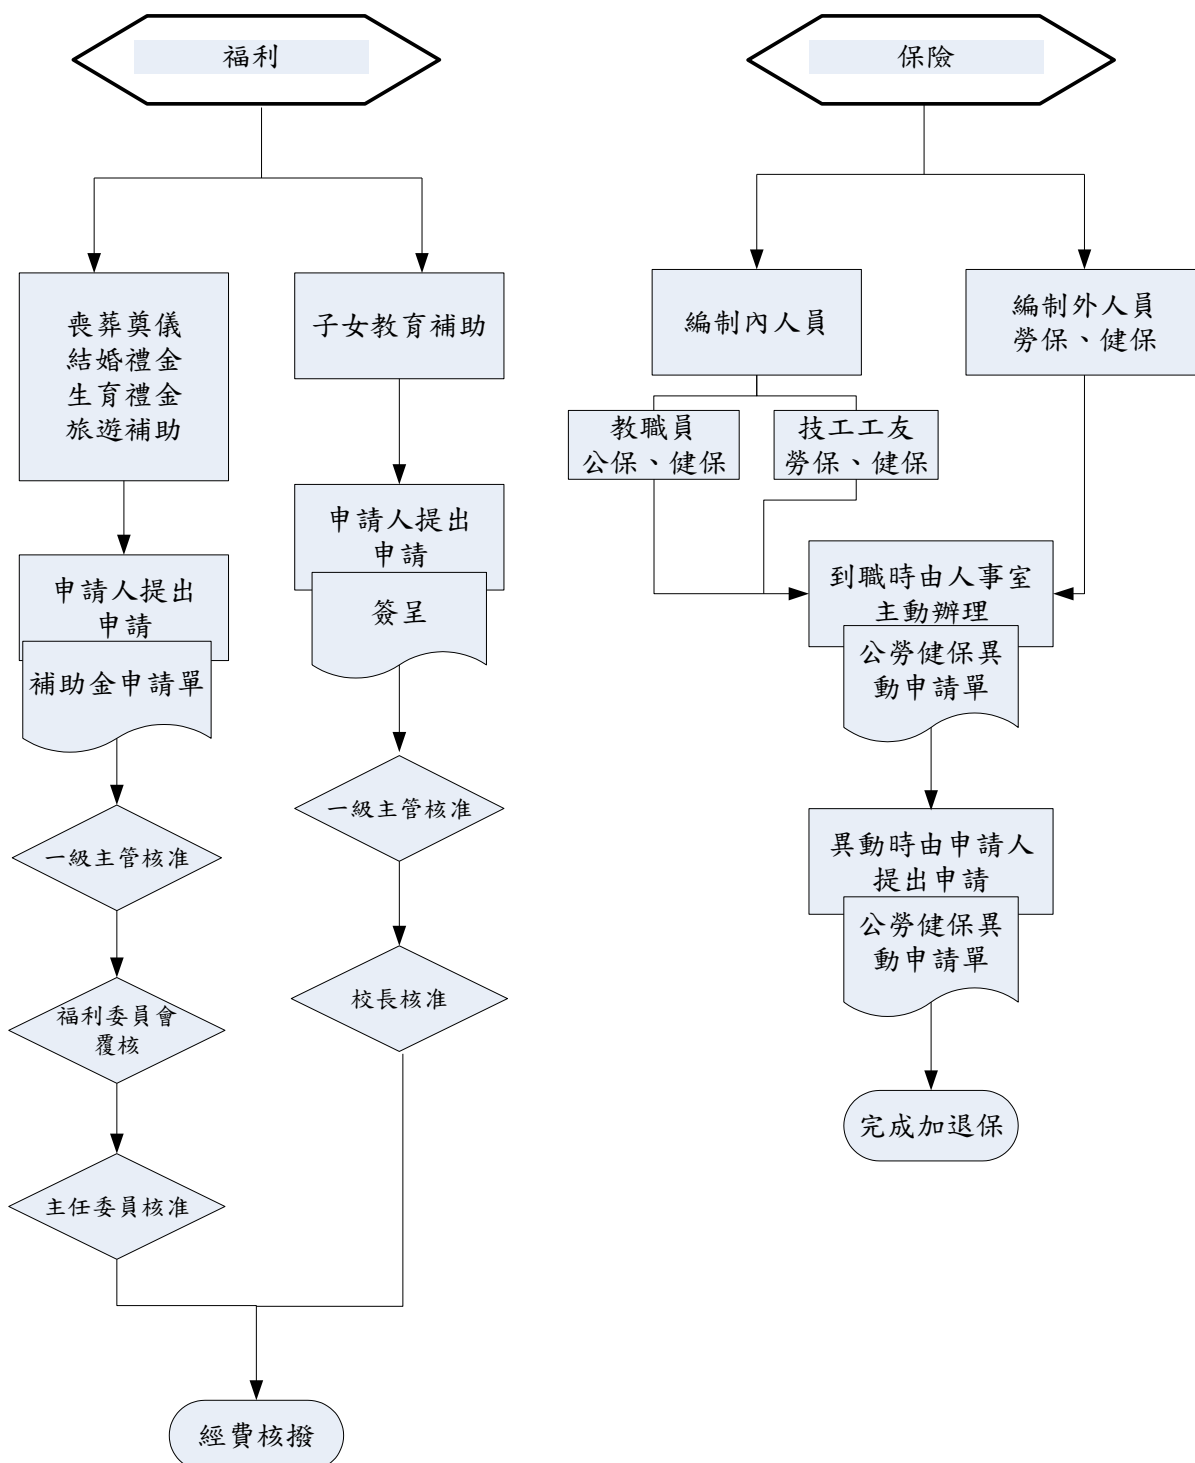 福利
喪葬奠儀
結婚禮金
生育禮金
旅遊補助
子女教育補助
申請人提出
申請
補助金申請單
申請人提出
申請
簽呈
一級主管核准
福利委員會
覆核
主任委員核准
一級主管核准
校長核准
經費核撥
保險
編制內人員
編制外人員
勞保、健保
教職員
公保、健保
技工工友
勞保、健保
到職時由人事室
主動辦理
公勞健保異
動申請單
異動時由申請人
提出申請
公勞健保異
動申請單
完成加退保